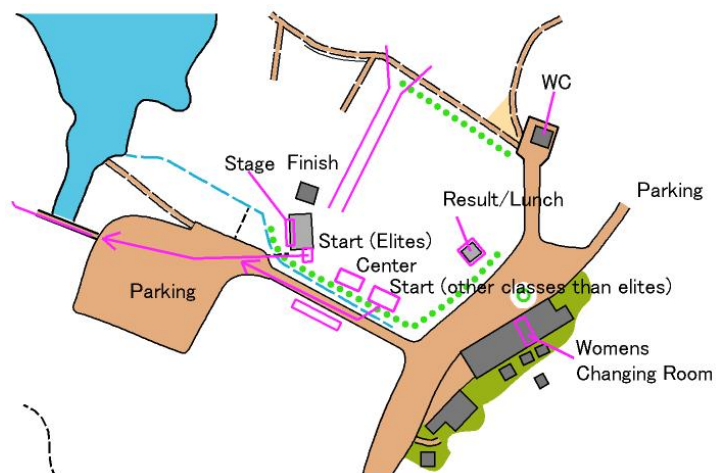 WC
Stage
Finish
Result/Lunch
Parking
Start (Elites)
Center
Start (other classes than elites)
Parking
Womens
Changing Room